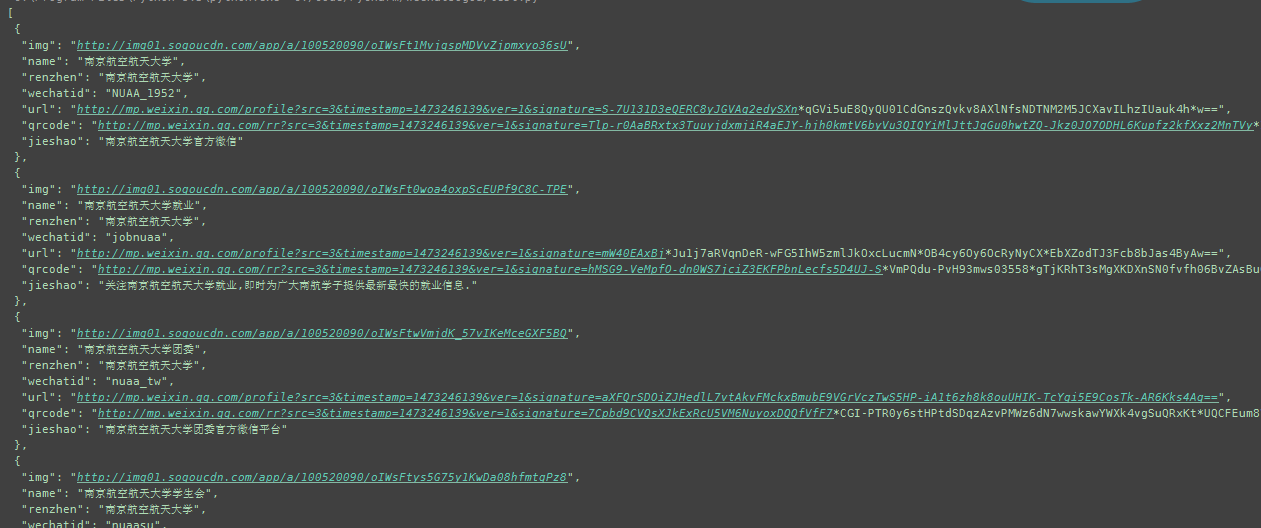 [
{
"img": "http://img01.sogoucdn.com/app/a/100520090/oIWsFt1MvjqspMDVvZjpmxyo36sU",
"name": "南京航空航天大学",
"renzhen": "南京航空航天大学",
"wechatid": "NUAA_1952",
"url": "http://mp.weixin.qq.com/profile?src=3&timestamp=1473246139&ver=1&signature=S-7U131D3eQERC8yJGVAq2edySXn*qGVi5uE8QyQU01CdGnszQvkv8AXlNfsNDTNM2M5JCXavILhzIUauk4h*w==",
"qrcode": "http://mp.weixin.qq.com/rr?src=3&timestamp=1473246139&ver=1&signature=Tlp-r0AaBRxtx3TuuyjdxmjiR4aEJY-hjh0kmtV6byVu3QIQYiMlJttJqGu0hwtZQ-Jkz0JO7ODHL6Kupfz2kfXxz2MnTVy*
"jieshao": "南京航空航天大学官方微信"
},
{
"img": "http://img01.sogoucdn.com/app/a/100520090/oIWsFt0woa4oxpScEUPf9C8C-TPE",
"name": "南京航空航天大学就业",
"renzhen": "南京航空航天大学",
"wechatid": "jobnuaa",
"url": "http://mp.weixin.qq.com/profile?src=3&timestamp=1473246139&ver=1&signature=mW40EAxBj*Ju1j7aRVqnDeR-wFG5IhW5zmlJkOxcLucmN*OB4cy6Oy6OcRyNyCX*EbXZodTJ3Fcb8bJas4ByAw==",
"qrcode": "http://mp.weixin.qq.com/rr?src=3&timestamp=1473246139&ver=1&signature=hMSG9-VeMpfO-dn0WS7jciZ3EKFPbnLecfs5D4UJ-S*VmPQdu-PvH93mws03558*gTjKRhT3sMgXKDXnSN0fvfh06BvZAsBu
"jieshao": "关注南京航空航天大学就业,即时为广大南航学子提供最新最快的就业信息."
},
{
"img": "http://img01.sogoucdn.com/app/a/100520090/oIWsFtwVmjdK_57vIKeMceGXF5BQ",
"name": "南京航空航天大学团委",
"renzhen": "南京航空航天大学",
"wechatid": "nuaa_tw",
"url": "http://mp.weixin.qq.com/profile?src=3&timestamp=1473246139&ver=1&signature=aXFQrSDOiZJHedlL7vtAkvFMckxBmubE9VGrVczTwS5HP-iA1t6zh8k8ouUHIK-TcYqi5E9CosTk-AR6Kks4Ag==",
"qrcode": "http://mp.weixin.qq.com/rr?src=3&timestamp=1473246139&ver=1&signature=7Cpbd9CVQsXJkExRcU5VM6NuyoxDQQfVfF7*CGI-PTR0y6stHPtdSDqzAzvPMWz6dN7wwskawYWXk4vgSuQRxKt*UQCFEum8
"jieshao": "南京航空航天大学团委官方微信平台"
},
{
"img": "http://img01.sogoucdn.com/app/a/100520090/oIWsFtys5G75y1KwDa08hfmtgPz8",
"name": "南京航空航天大学学生会",
"renzhen": "南京航空航天大学",
"wechatid": "nuaasu",